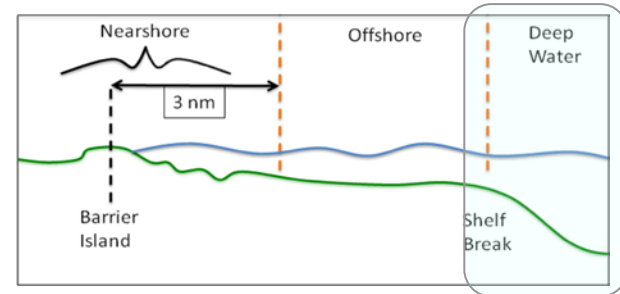 Nearshore
Offshore
Deep
Water
3 nm
Barrier
Island
Shelf
Break